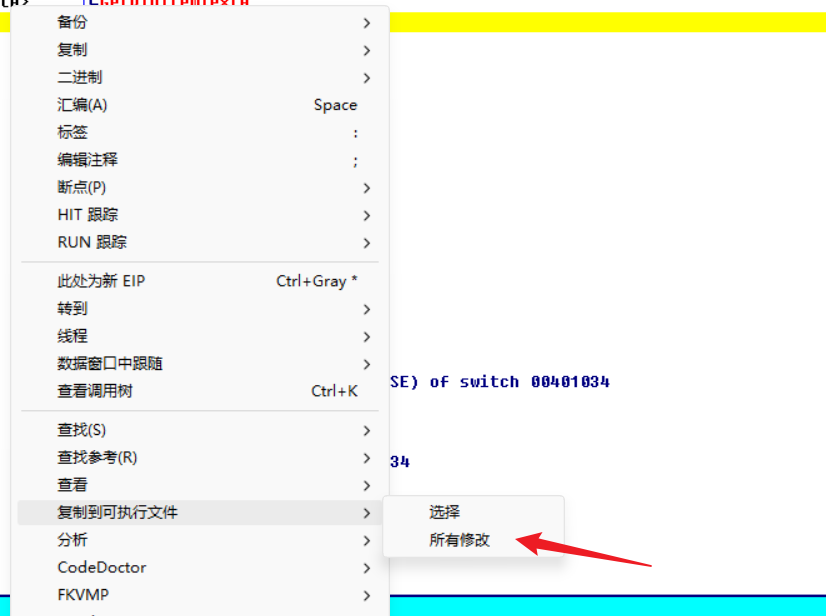 GetDlgItemTextA
备份
复制
二进制
汇编(A) Space
标签 :
编辑注释 ;
断点(P)
HIT 跟踪
RUN 跟踪
此处为新 EIP Ctrl+Gray *
转到
线程
数据窗口中跟随
查看调用树 Ctrl+K
SE) of switch 00401034
查找(S)
查找参考(R)
34
查看
复制到可执行文件
选择
分析
所有修改
CodeDoctor
FKVMP